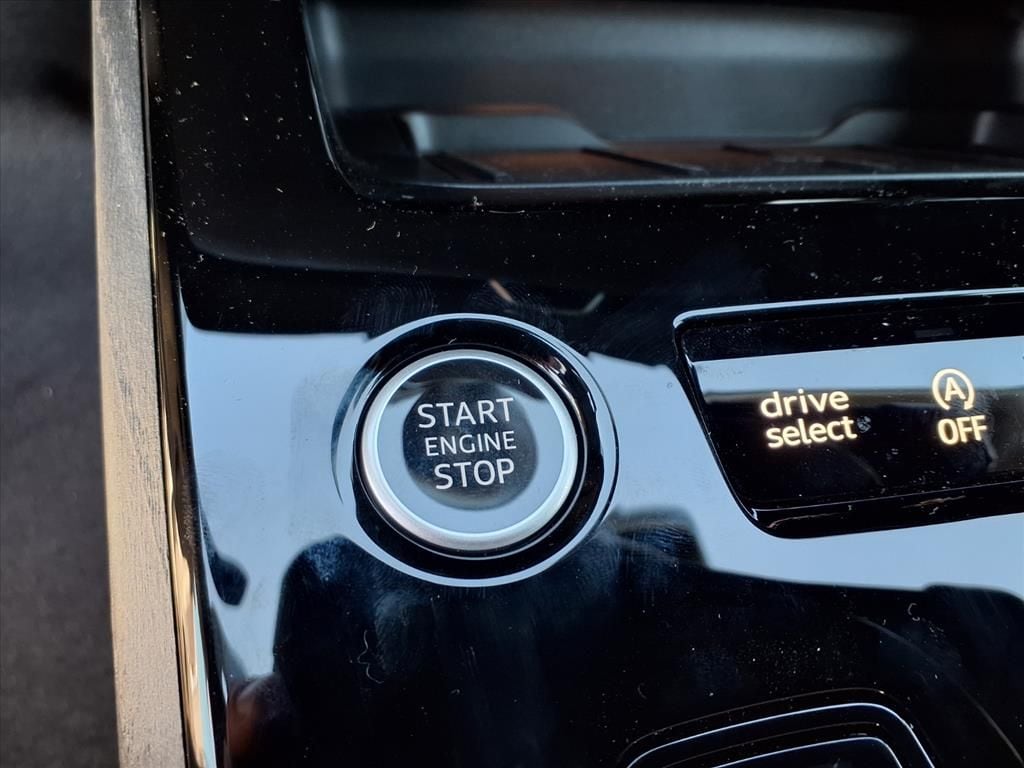 START
ENGINE
STOP
drive
select
A
OFF